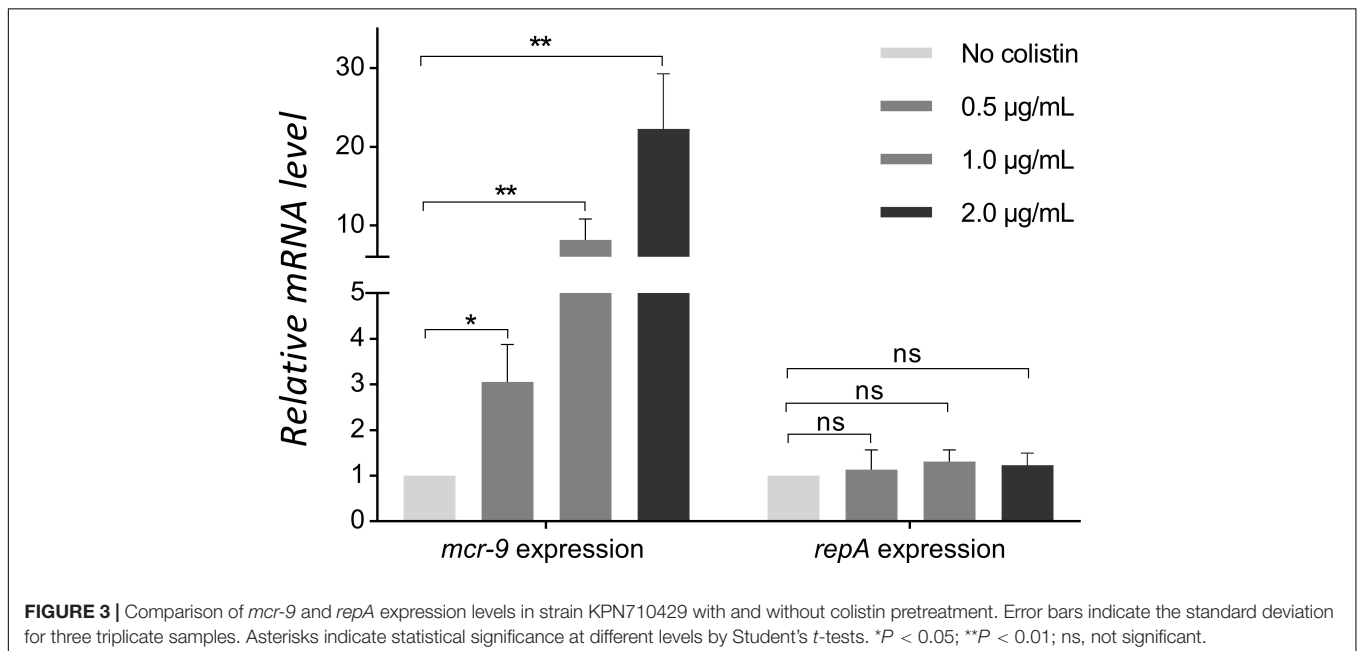 **
30
No colistin
0.5 µg/mL
20
1.0 µg/mL
**
2.0 µg/mL
10
Relative mRNA level
5
*
4
ns
3
ns
2
ns
1
0
mcr-9 expression
repA expression
FIGURE 3 | Comparison of mcr-9 and repA expression levels in strain KPN710429 with and without colistin pretreatment. Error bars indicate the standard deviation
for three triplicate samples. Asterisks indicate statistical significance at different levels by Student's t-tests. *P < 0.05; **P < 0.01; ns, not significant.